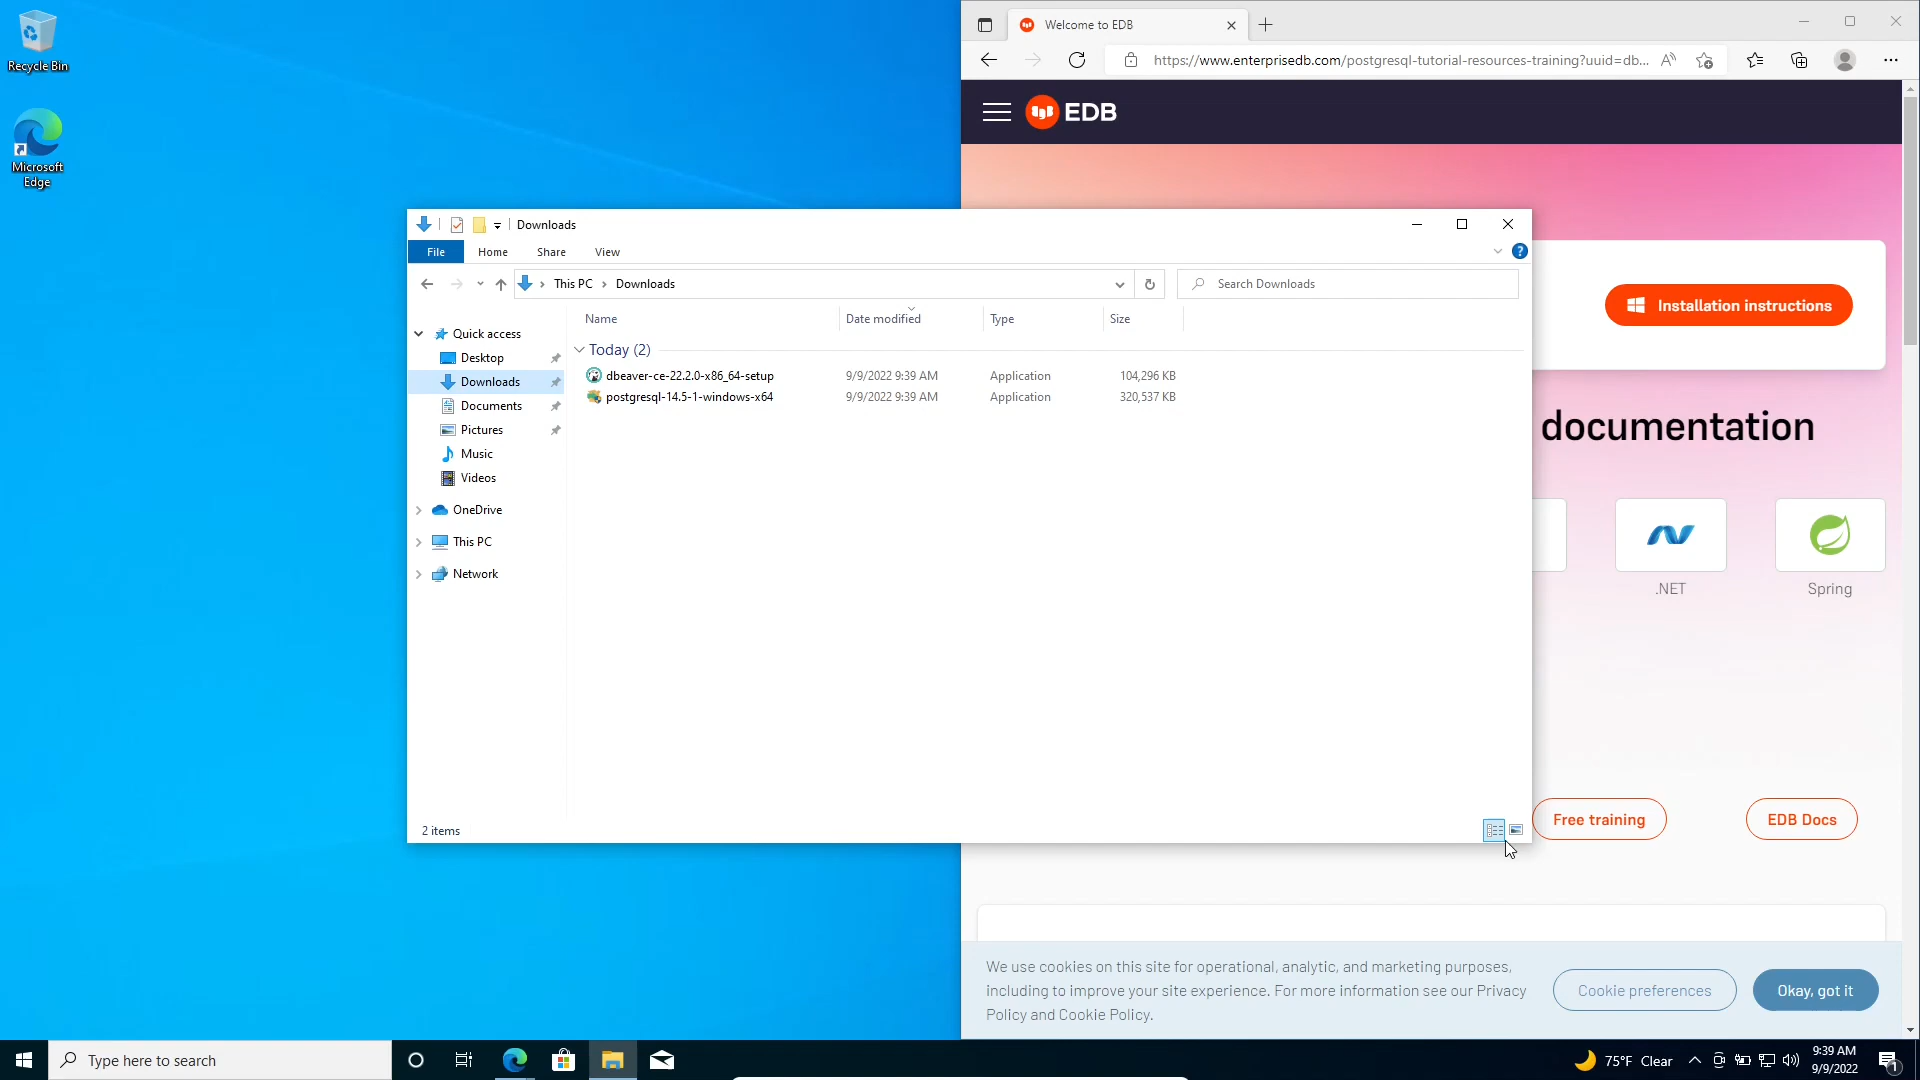 Recycle Bin
Microsoft
Edge
Welcome to EDB
https://www.enterprisedb.com/postgresql-tutorial-resources-training?uuid=db...
EDB
Installation instructions
documentation
.NET
Spring
Free training
EDB Docs
We use cookies on this site for operational, analytic, and marketing purposes,
including to improve your site experience. For more information see our Privacy
Policy and Cookie Policy.
Cookie preferences
Okay, got it
Downloads
File
Home
Share
View
This PC
Downloads
Search Downloads
Name
Date modified
Type
Size
Quick access
Desktop
Downloads
Documents
Pictures
Music
Videos
OneDrive
This PC
Network
Today (2)
dbeaver-ce-22.2.0-x86_64-setup 9/9/2022 9:39 AM Application 104,296 KB
postgresql-14.5-1-windows-x64 9/9/2022 9:39 AM Application 320,537 KB
2 items
Type here to search
75°F Clear
9:39 AM
9/9/2022
1